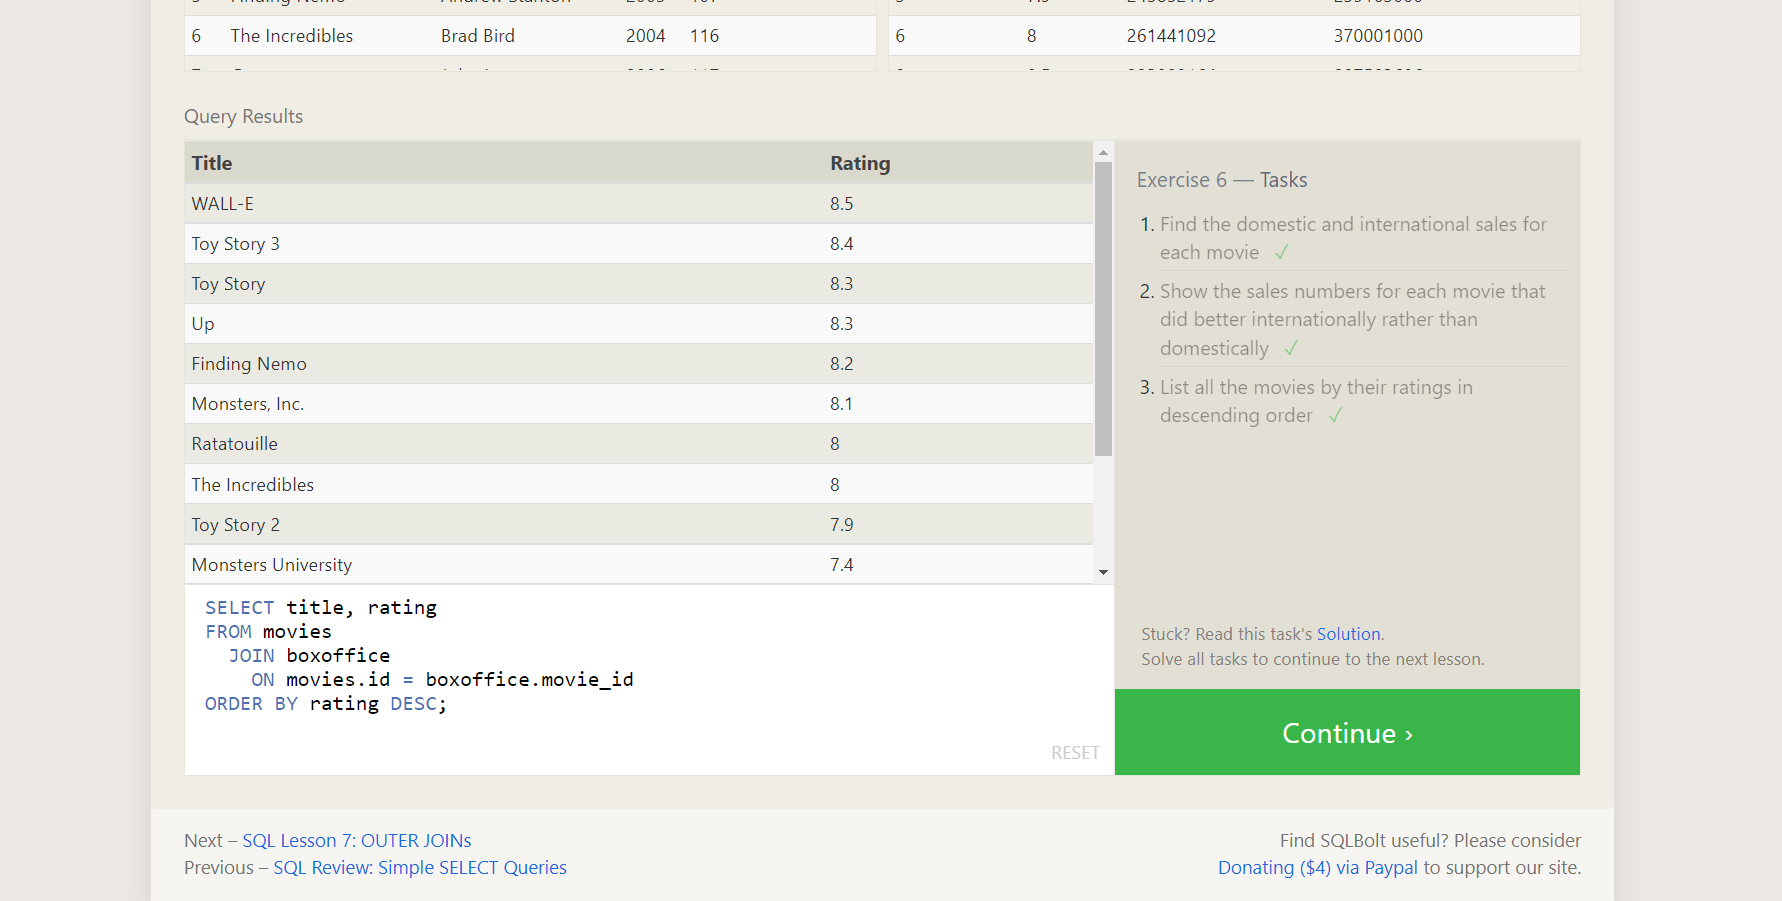 6 The Incredibles Brad Bird 2004 116
6 8 261441092 370001000
Query Results
Title Rating
WALL-E 8.5
Toy Story 3 8.4
Toy Story 8.3
Up 8.3
Finding Nemo 8.2
Monsters, Inc. 8.1
Ratatouille 8
The Incredibles 8
Toy Story 2 7.9
Monsters University 7.4
SELECT title, rating
FROM movies
JOIN boxoffice
ON movies.id = boxoffice.movie_id
ORDER BY rating DESC;
RESET
Exercise 6 — Tasks
1. Find the domestic and international sales for
each movie ✓
2. Show the sales numbers for each movie that
did better internationally rather than
domestically ✓
3. List all the movies by their ratings in
descending order ✓
Stuck? Read this task's Solution.
Solve all tasks to continue to the next lesson.
Continue ›
Next – SQL Lesson 7: OUTER JOINs
Previous – SQL Review: Simple SELECT Queries
Find SQLBolt useful? Please consider
Donating ($4) via Paypal to support our site.